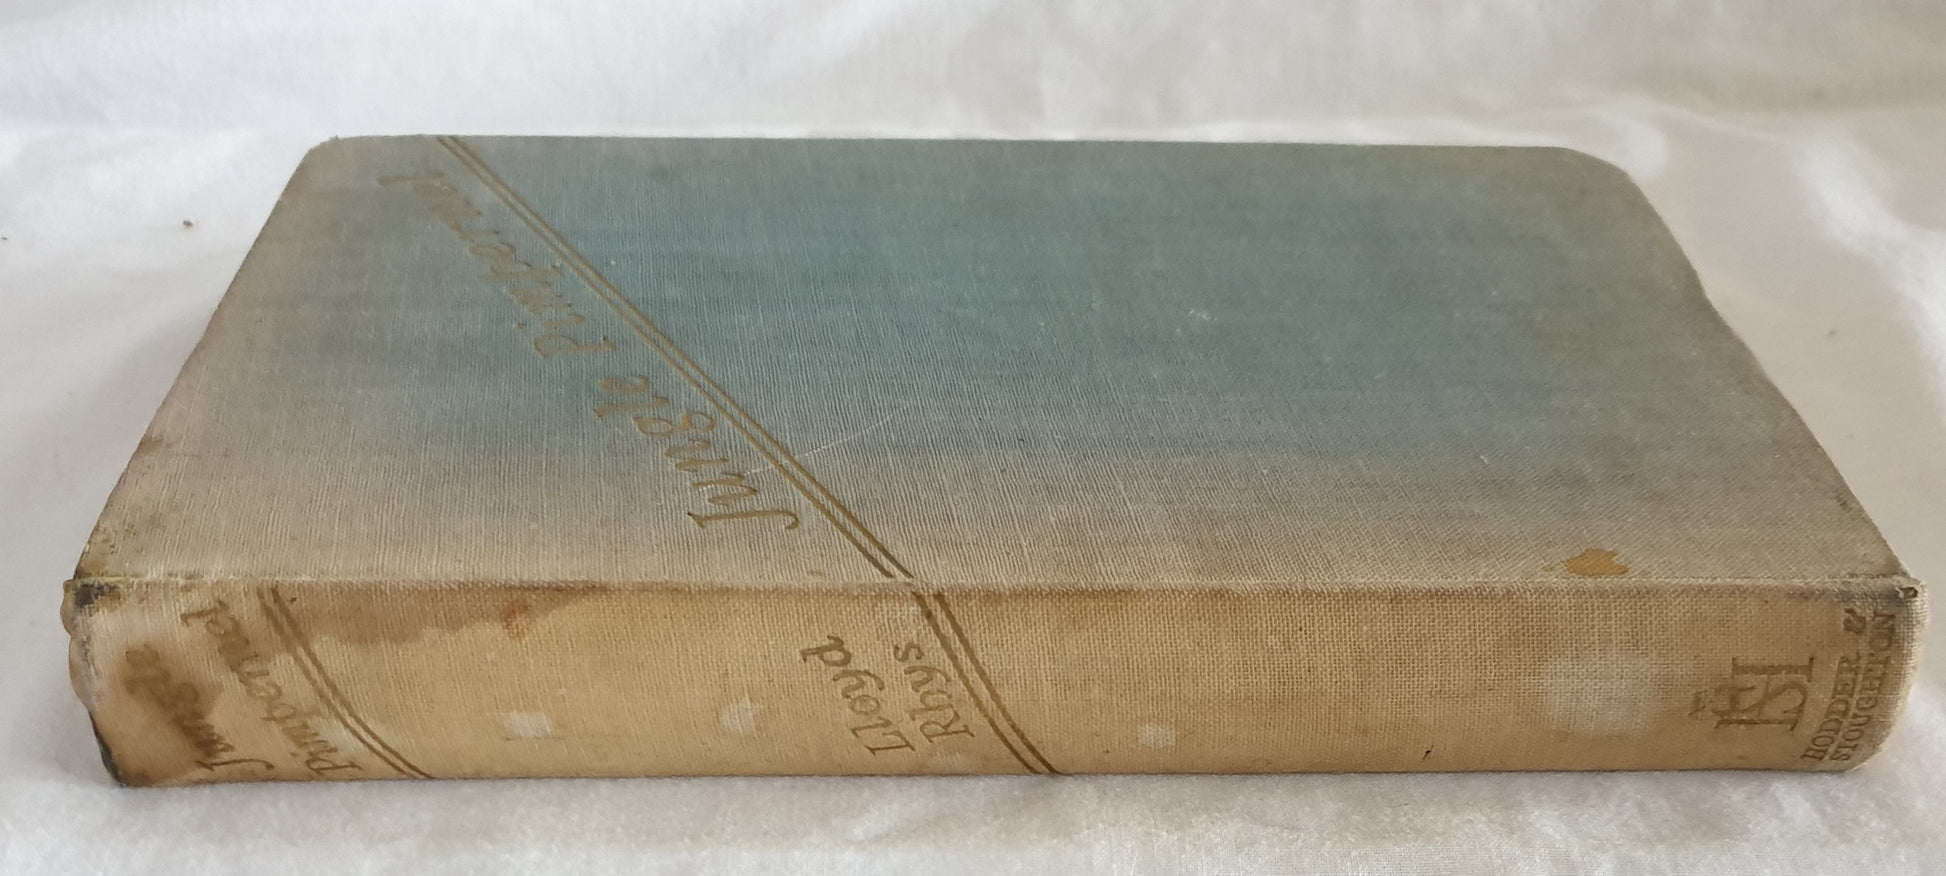 Jungle Pimpernel
Jungle
Pimpernel
Lloyd
Rhys
HS
HODDER &
STOUGHTON